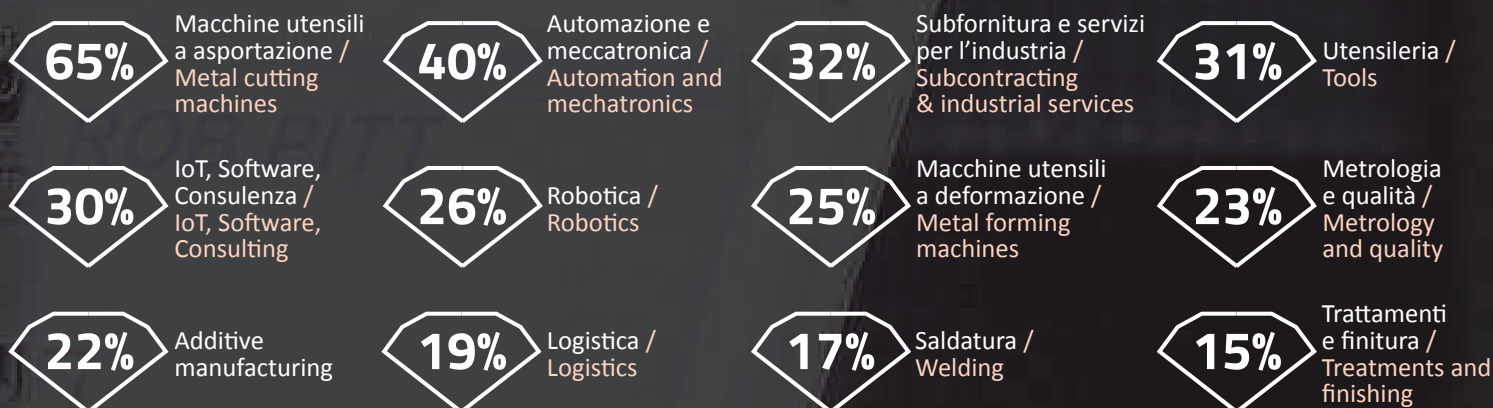 65%
Macchine utensili
a asportazione /
Metal cutting
machines
40%
Automazione e
meccatronica /
Automation and
mechatronics
32%
Subfornitura e servizi
per l’industria /
Subcontracting
& industrial services
31%
Utensileria /
Tools
30%
IoT, Software,
Consulenza /
IoT, Software,
Consulting
26%
Robotica /
Robotics
25%
Macchine utensili
a deformazione /
Metal forming
machines
23%
Metrologia
e qualità /
Metrology
and quality
22%
Additive
manufacturing
19%
Logistica /
Logistics
17%
Saldatura /
Welding
15%
Trattamenti
e finitura /
Treatments and
finishing
ROB PITT